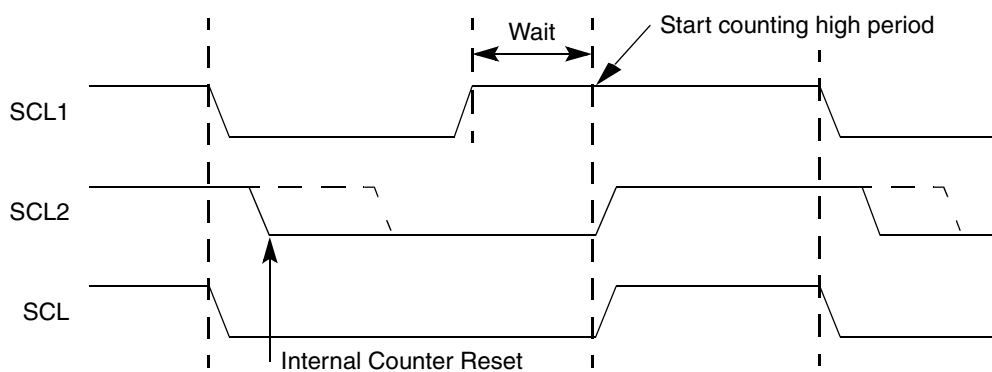 Wait
Start counting high period
SCL1
SCL2
SCL
Internal Counter Reset